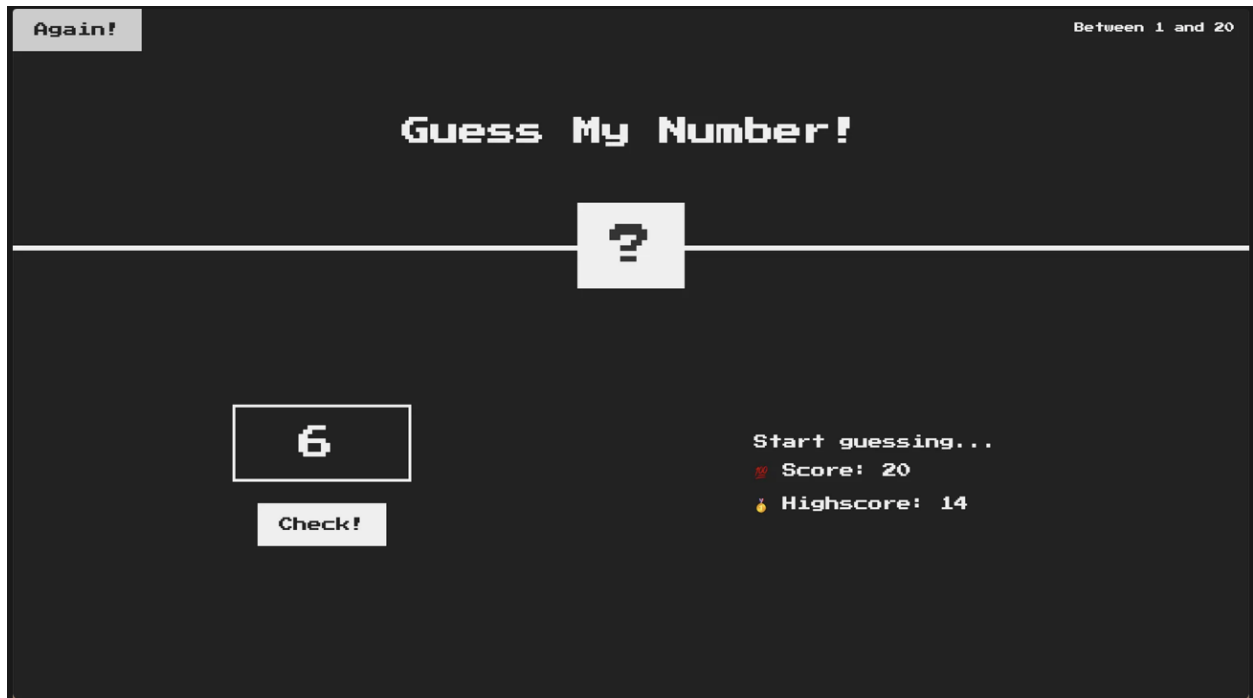 Again!
Between 1 and 20
Guess My Number!
?
6
Check!
Start guessing...
💯 Score: 20
🥇 Highscore: 14